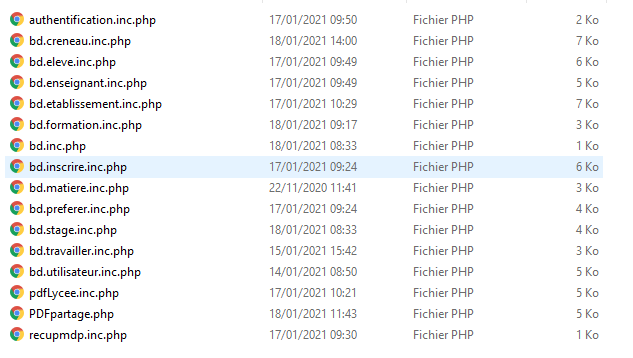 authentification.inc.php 17/01/2021 09:50 Fichier PHP 2 Ko
bd.creneau.inc.php 18/01/2021 14:00 Fichier PHP 7 Ko
bd.eleve.inc.php 17/01/2021 09:49 Fichier PHP 6 Ko
bd.enseignant.inc.php 17/01/2021 09:49 Fichier PHP 5 Ko
bd.etablissement.inc.php 17/01/2021 10:29 Fichier PHP 7 Ko
bd.formation.inc.php 18/01/2021 09:17 Fichier PHP 3 Ko
bd.inc.php 18/01/2021 08:33 Fichier PHP 1 Ko
bd.inscrire.inc.php 17/01/2021 09:24 Fichier PHP 6 Ko
bd.matiere.inc.php 22/11/2020 11:41 Fichier PHP 3 Ko
bd.preferer.inc.php 17/01/2021 09:24 Fichier PHP 4 Ko
bd.stage.inc.php 18/01/2021 08:33 Fichier PHP 4 Ko
bd.travailler.inc.php 15/01/2021 15:42 Fichier PHP 3 Ko
bd.utilisateur.inc.php 14/01/2021 08:50 Fichier PHP 5 Ko
pdfLycee.inc.php 17/01/2021 10:21 Fichier PHP 5 Ko
PDFpartage.php 18/01/2021 11:43 Fichier PHP 5 Ko
recupmdp.inc.php 17/01/2021 09:30 Fichier PHP 1 Ko